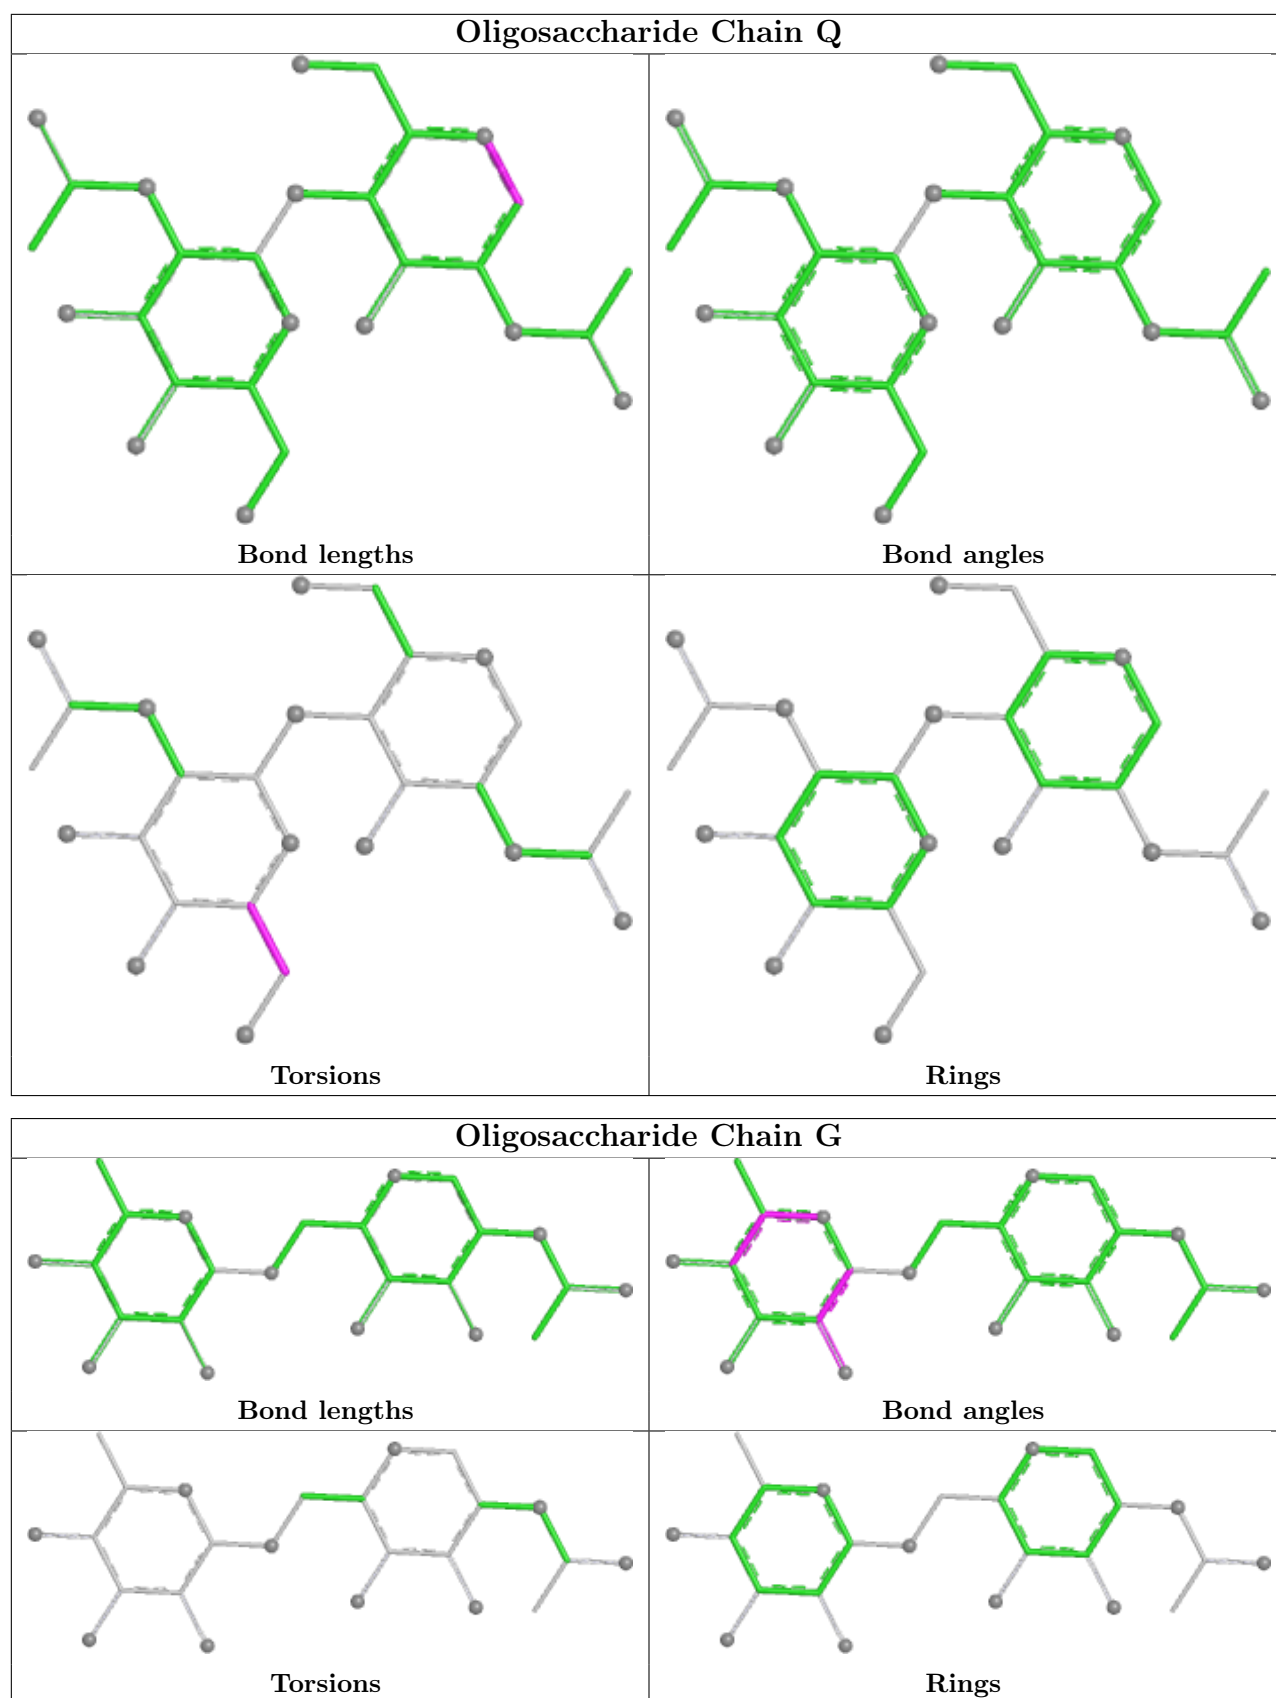 Oligosaccharide Chain Q
Bond lengths
Bond angles
Torsions
Rings
Oligosaccharide Chain G
Bond lengths
Bond angles
Torsions
Rings